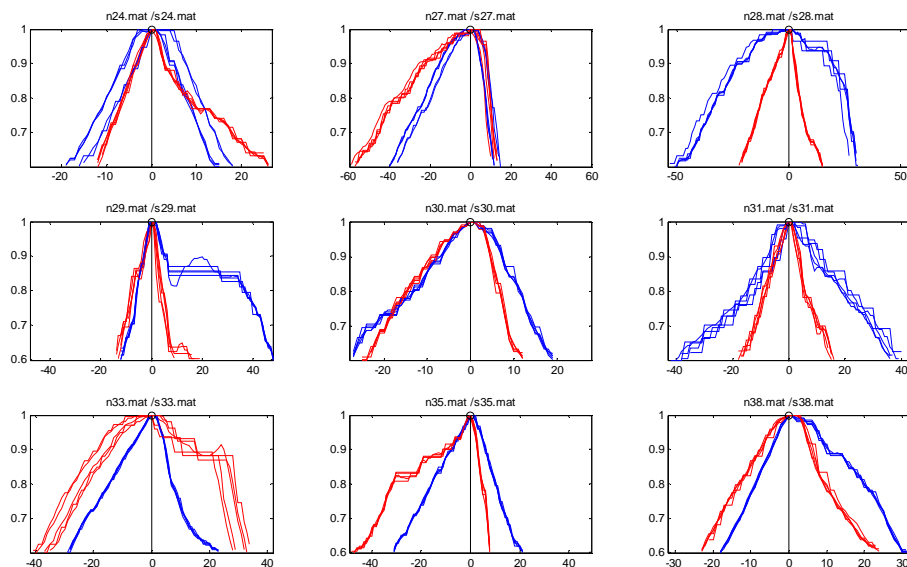 n24.mat /s24.mat n27.mat /s27.mat n28.mat /s28.mat
1 1 1
0.9 0.9 0.9
0.8 0.8 0.8
0.7 0.7 0.7
-20 0 20 -60 -40 -20 0 20 40 60 -50 0 50
n29.mat /s29.mat n30.mat /s30.mat n31.mat /s31.mat
1 1 1
0.9 0.9 0.9
0.8 0.8 0.8
0.7 0.7 0.7
0.6
-40 -20 0 20 40 -20 -10 0 10 20 -40 -20 0 20 40
n33.mat /s33.mat n35.mat /s35.mat n38.mat /s38.mat
1 1 1
0.9 0.9 0.9
0.8 0.8 0.8
0.7 0.7 0.7
0.6 0.6 0.6
-40 -20 0 20 40 -40 -20 0 20 40 -30 -20 -10 0 10 20 30